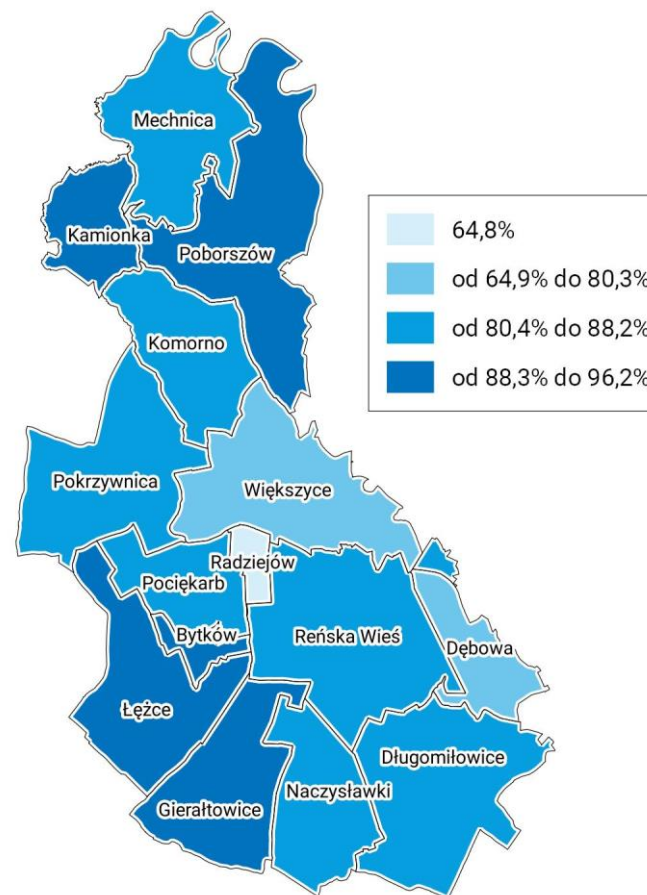 Mechnica
Kamionka
Poborszów
64,8%
od 64,9% do 80,3%
od 80,4% do 88,2%
od 88,3% do 96,2%
Komorno
Pokrzywnica
Większyce
Radziejów
Pociękarb
Bytków
Reńska Wieś
Dębowa
Łężce
Długomiłowice
Gierałtowice
Naczysławki